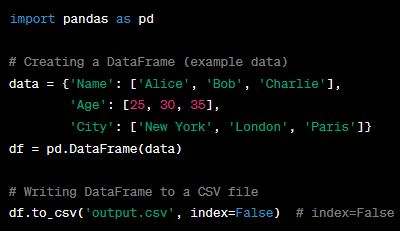 import pandas as pd
# Creating a DataFrame (example data)
data = {'Name': ['Alice', 'Bob', 'Charlie'],
        'Age': [25, 30, 35],
        'City': ['New York', 'London', 'Paris']}
df = pd.DataFrame(data)
# Writing DataFrame to a CSV file
df.to_csv('output.csv', index=False)  # index=False